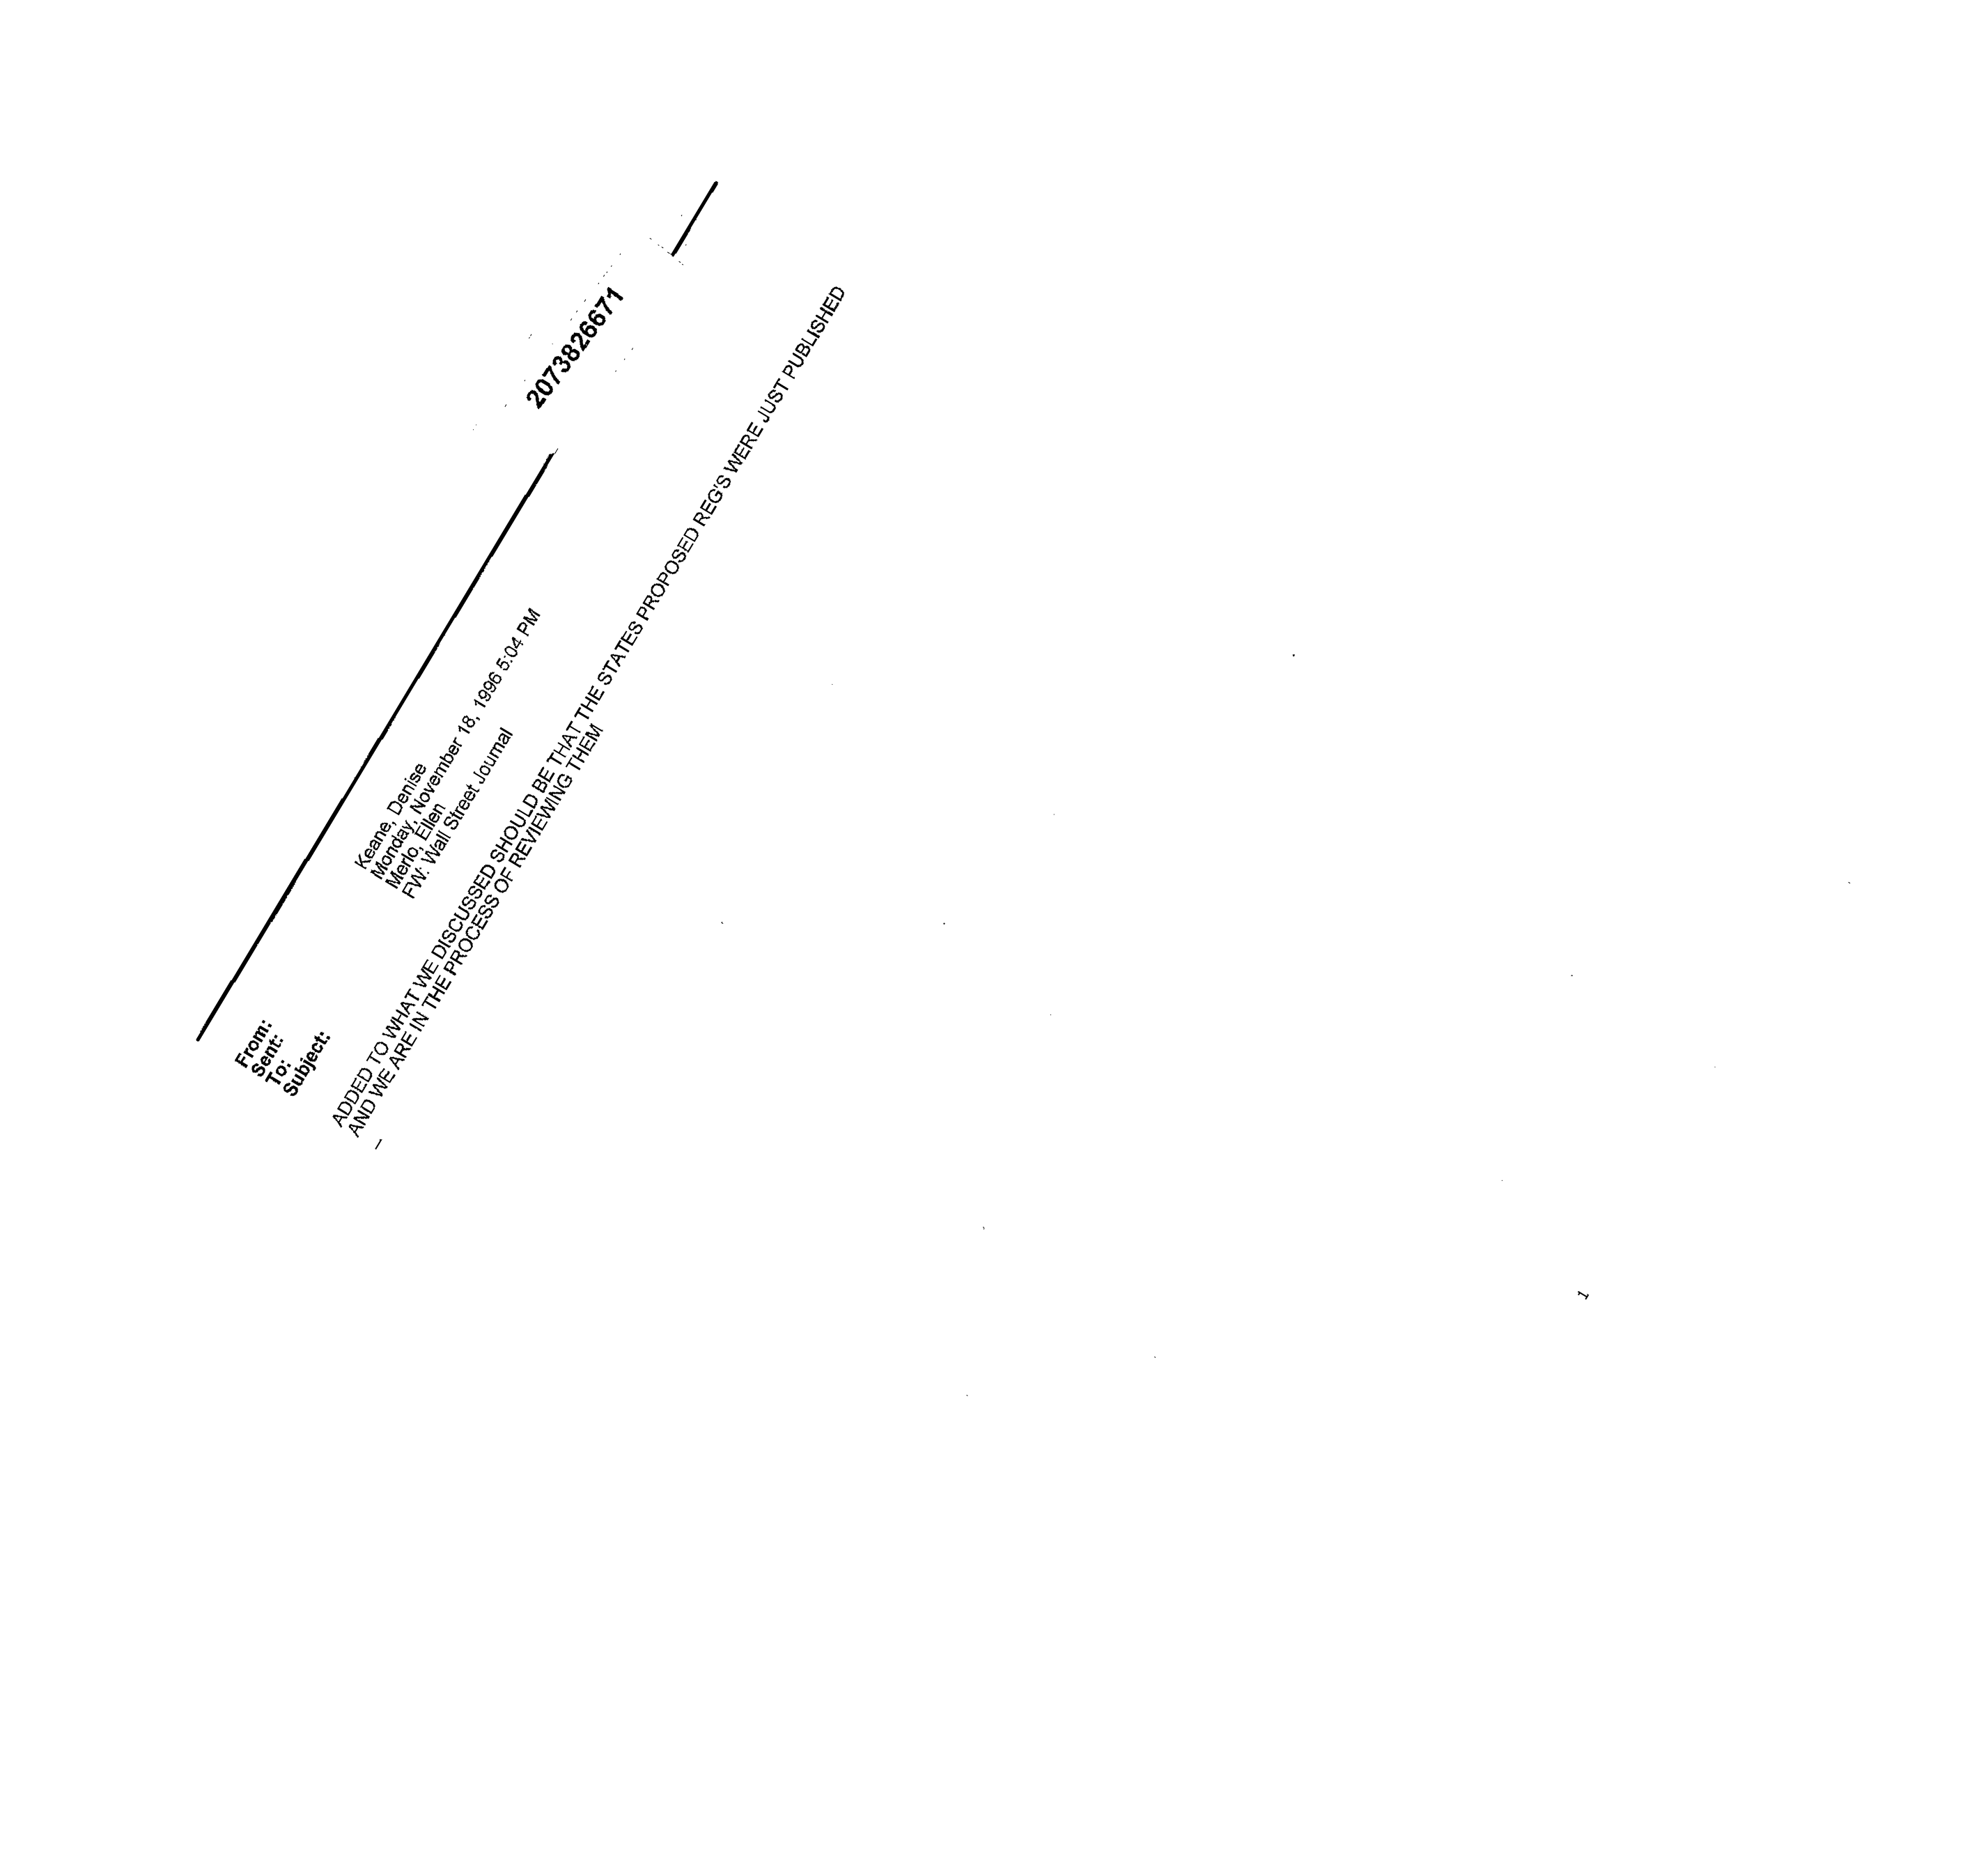 2073826671
From: Keane, Denise
Sent: Monday, November 18, 1996 5:04 PM
To: Merlo, Ellen
Subject: FW: Wall Street Journal
ADDED TO WHAT WE DISCUSSED SHOULD BE THAT THE STATES PROPOSED REG'S WERE JUST PUBLISHED
AND WE ARE IN THE PROCESS OF REVIEWING THEM
1